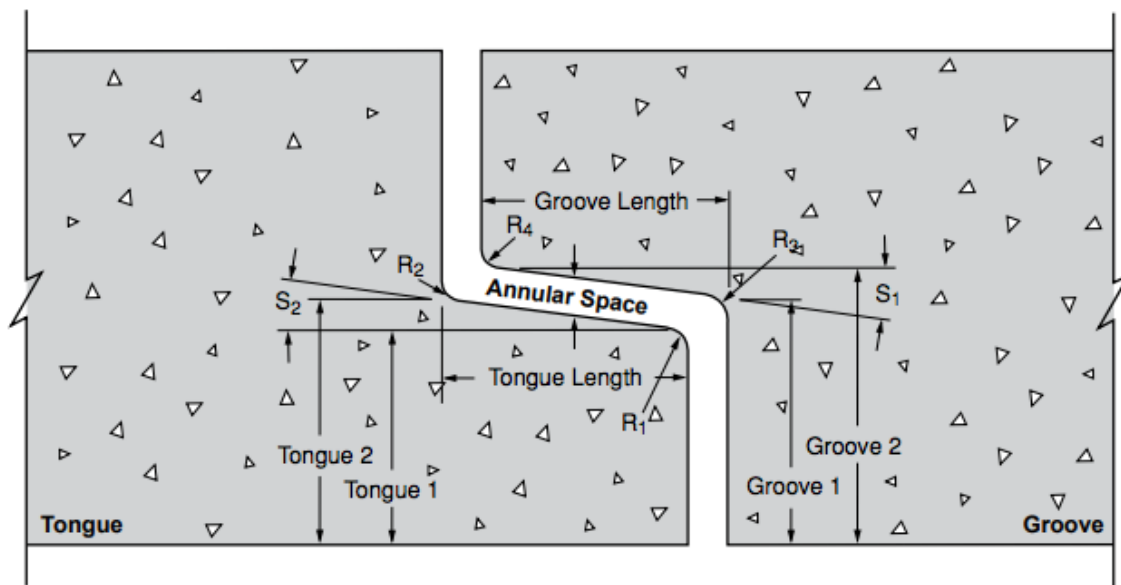 Groove Length
R4
R3
R2
Annular Space
S1
S2
Tongue Length
R1
Tongue 2
Groove 2
Tongue 1
Groove 1
Tongue
Groove